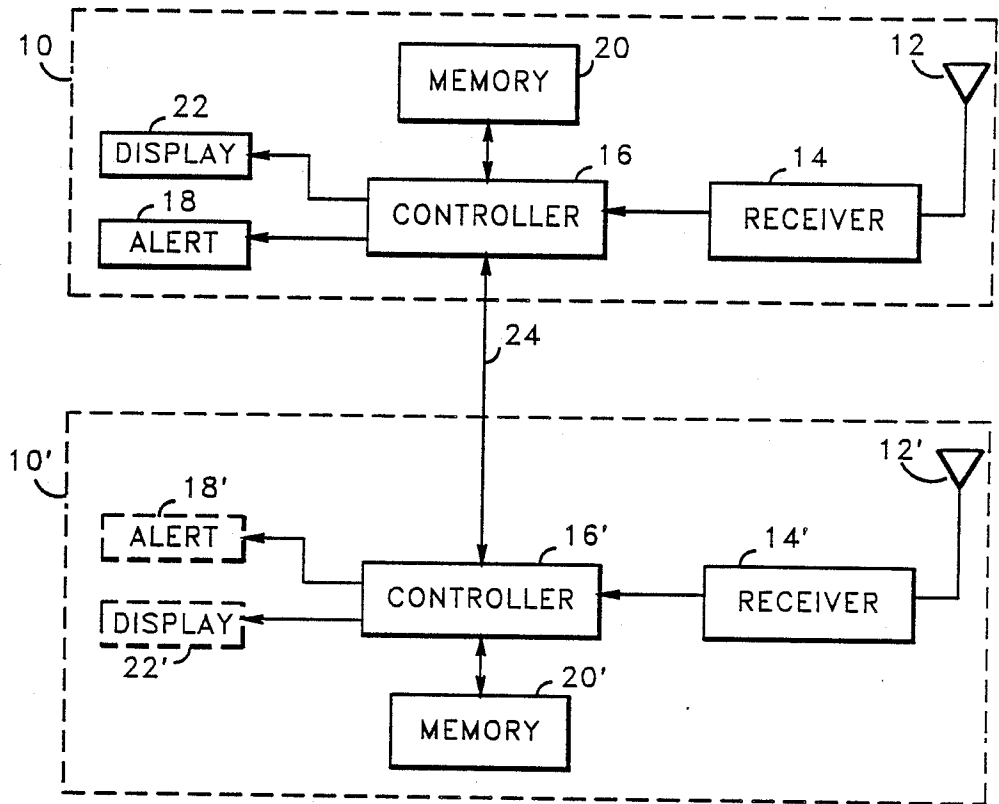 10
20
12
MEMORY
22
DISPLAY
16
14
18
CONTROLLER
RECEIVER
ALERT
24
10'
12'
18'
ALERT
16'
14'
CONTROLLER
RECEIVER
DISPLAY
22'
20'
MEMORY